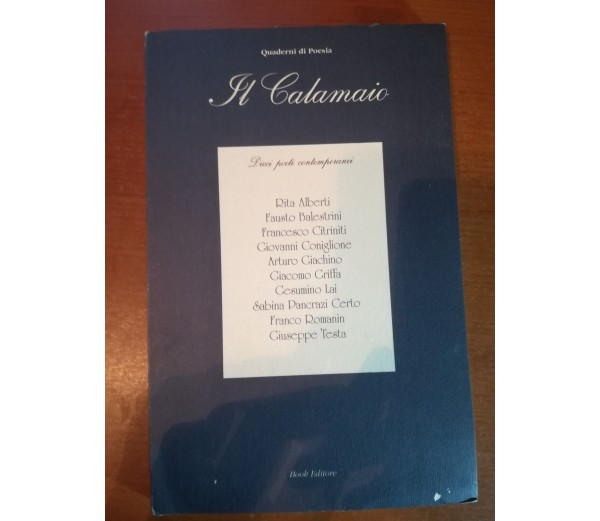 Quaderni di Poesia
Il Calamaio
Dieci poeti contemporanei
Rita Alberti
Fausto Balestrini
Francesco Citriniti
Giovanni Coniglione
Arturo Giachino
Giacomo Griffa
Gesumino Lai
Sabina Pancrazi Certo
Franco Romanin
Giuseppe Testa
Book Editore